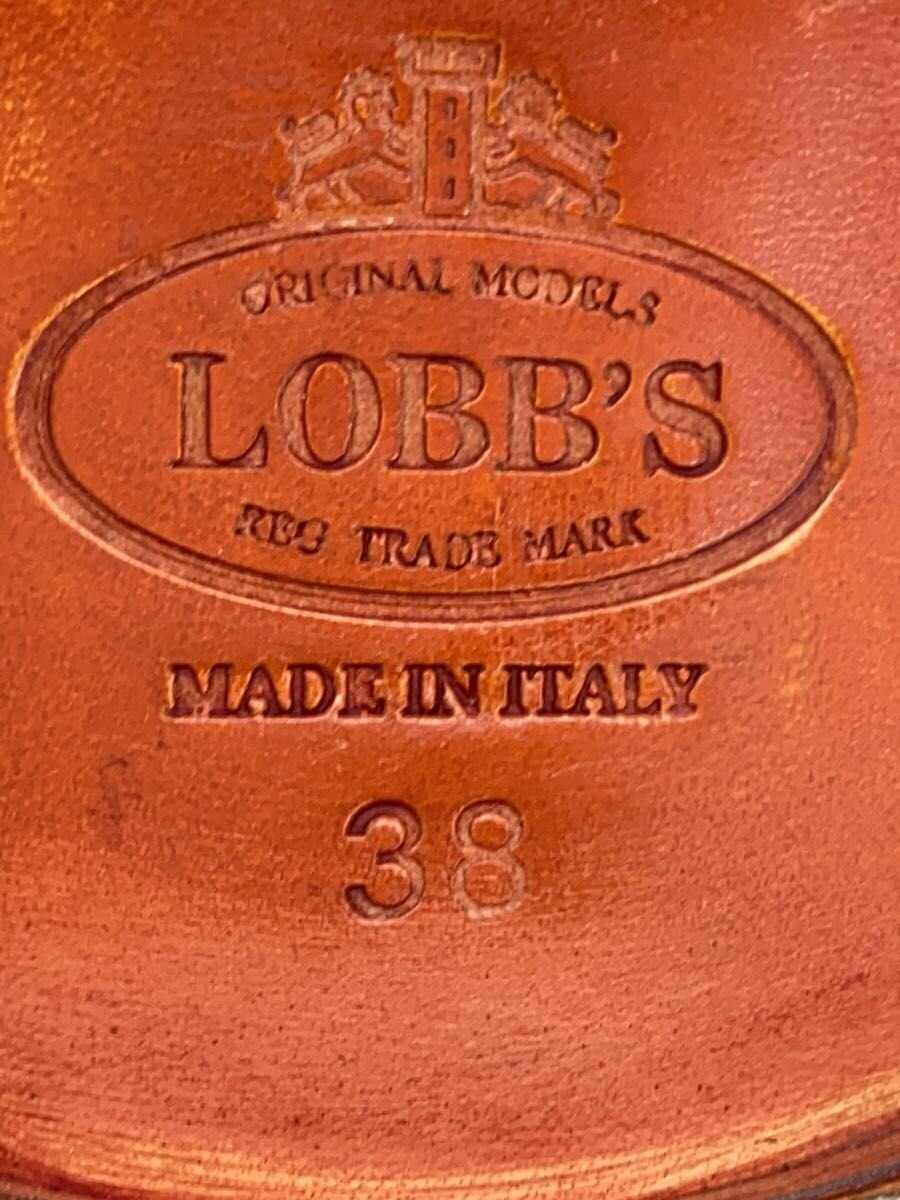 ORIGINAL MODELS
LOBB'S
REG TRADE MARK
MADE IN ITALY
38